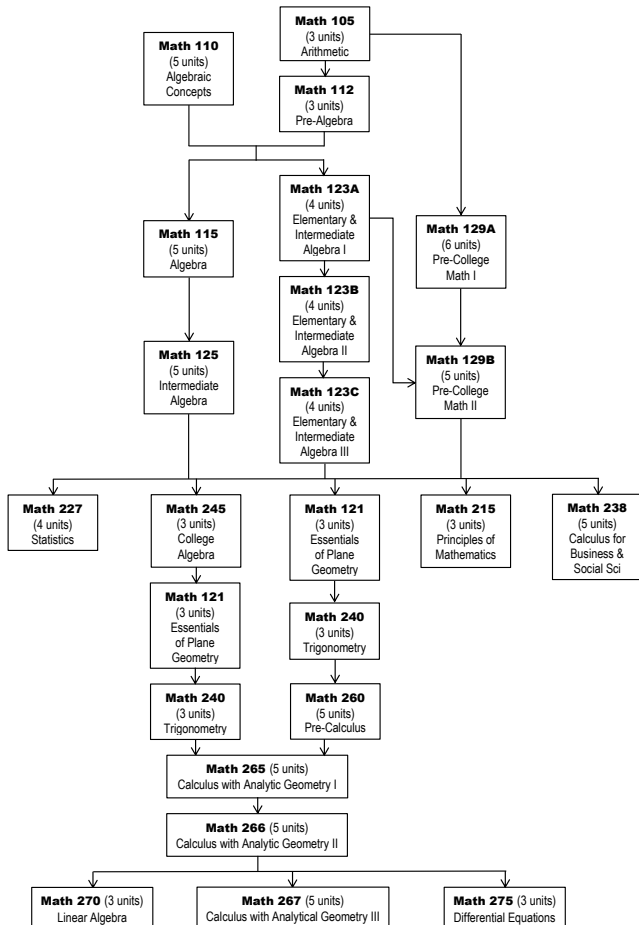 Math 105
(3 units)
Arithmetic
Math 110
(5 units)
Algebraic
Concepts
Math 112
(3 units)
Pre-Algebra
Math 123A
(4 units)
Elementary &
Intermediate
Algebra I
Math 115
(5 units)
Algebra
Math 129A
(6 units)
Pre-College
Math I
Math 123B
(4 units)
Elementary &
Intermediate
Algebra II
Math 125
(5 units)
Intermediate
Algebra
Math 129B
(5 units)
Pre-College
Math II
Math 123C
(4 units)
Elementary &
Intermediate
Algebra III
Math 227
(4 units)
Statistics
Math 245
(3 units)
College
Algebra
Math 121
(3 units)
Essentials
of Plane
Geometry
Math 215
(3 units)
Principles of
Mathematics
Math 238
(5 units)
Calculus for
Business &
Social Sci
Math 121
(3 units)
Essentials
of Plane
Geometry
Math 240
(3 units)
Trigonometry
Math 240
(3 units)
Trigonometry
Math 260
(5 units)
Pre-Calculus
Math 265 (5 units)
Calculus with Analytic Geometry I
Math 266 (5 units)
Calculus with Analytic Geometry II
Math 270 (3 units)
Linear Algebra
Math 267 (5 units)
Calculus with Analytical Geometry III
Math 275 (3 units)
Differential Equations